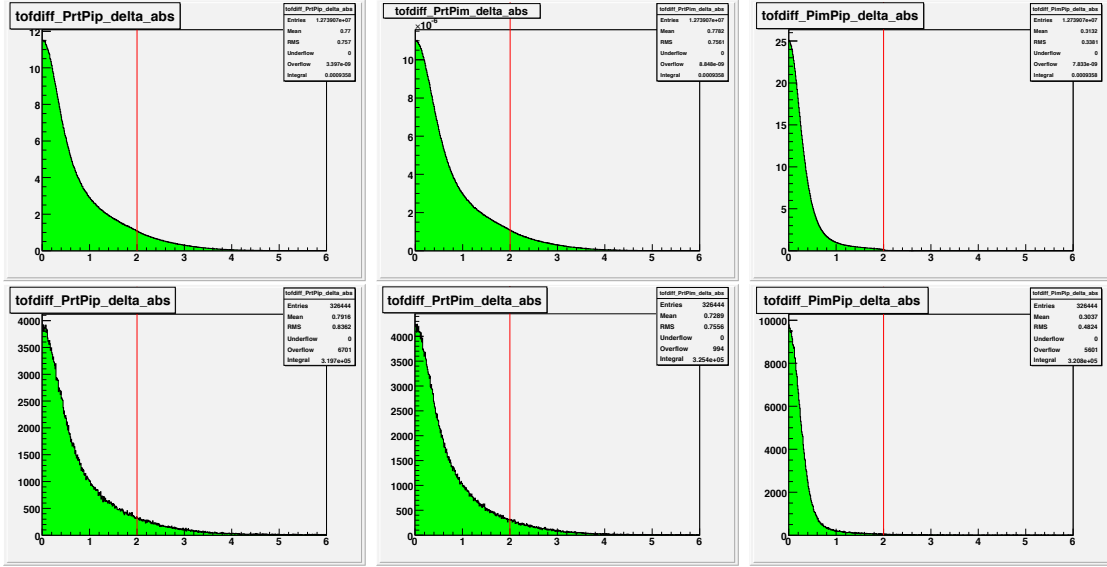 tofdiff_PrtPip_delta_abs
tofdiff_PrtPip_delta_abs
Entries 1.273907e+07
Mean 0.77
RMS 0.757
Underflow 0
Overflow 3.397e-09
Integral 0.0009358
12
10
8
6
4
2
0
0 1 2 3 4 5 6
tofdiff_PrtPim_delta_abs
×10⁻⁶
tofdiff_PrtPim_delta_abs
Entries 1.273907e+07
Mean 0.7782
RMS 0.7561
Underflow 0
Overflow 8.848e-09
Integral 0.0009358
10
8
6
4
2
0
0 1 2 3 4 5 6
tofdiff_PimPip_delta_abs
tofdiff_PimPip_delta_abs
Entries 1.273907e+07
Mean 0.3132
RMS 0.3381
Underflow 0
Overflow 7.833e-09
Integral 0.0009358
25
20
15
10
5
0
0 1 2 3 4 5 6
tofdiff_PrtPip_delta_abs
tofdiff_PrtPip_delta_abs
Entries 326444
Mean 0.7916
RMS 0.8362
Underflow 0
Overflow 6701
Integral 3.197e+05
4000
3500
3000
2500
2000
1500
1000
500
0
0 1 2 3 4 5 6
tofdiff_PrtPim_delta_abs
tofdiff_PrtPim_delta_abs
Entries 326444
Mean 0.7289
RMS 0.7556
Underflow 0
Overflow 994
Integral 3.254e+05
4000
3500
3000
2500
2000
1500
1000
500
0
0 1 2 3 4 5 6
tofdiff_PimPip_delta_abs
tofdiff_PimPip_delta_abs
Entries 326444
Mean 0.3037
RMS 0.4824
Underflow 0
Overflow 5601
Integral 3.208e+05
10000
8000
6000
4000
2000
0
0 1 2 3 4 5 6